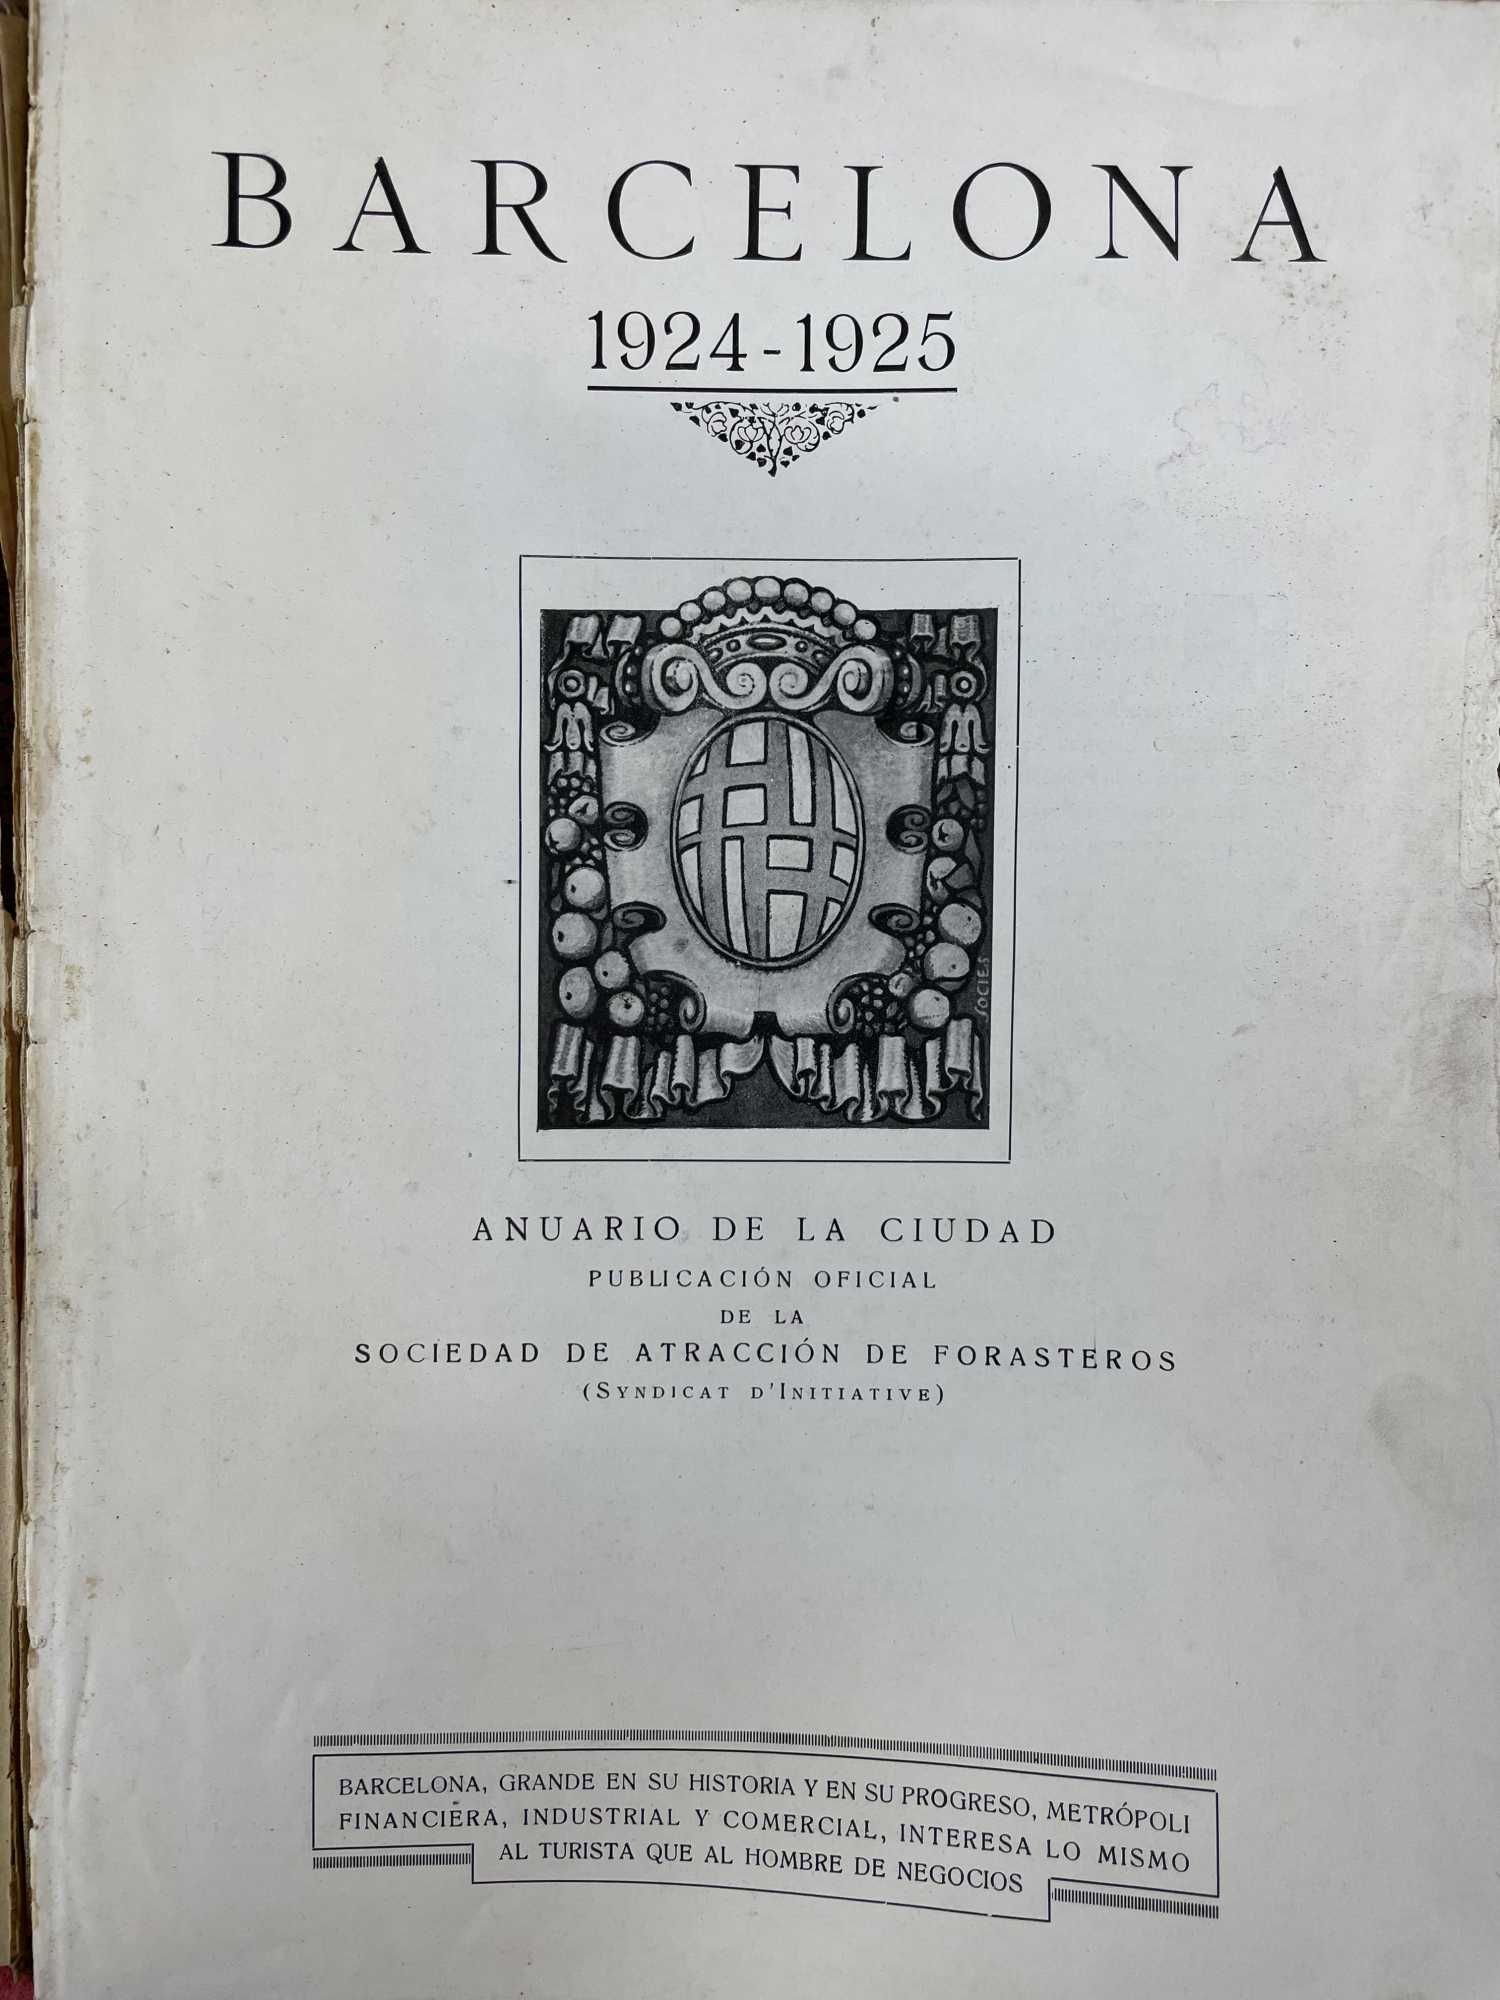 BARCELONA
1924-1925
SOCIES
ANUARIO DE LA CIUDAD
PUBLICACIÓN OFICIAL
DE LA
SOCIEDAD DE ATRACCIÓN DE FORASTEROS
(SYNDICAT D'INITIATIVE)
BARCELONA, GRANDE EN SU HISTORIA Y EN SU PROGRESO, METRÓPOLI
FINANCIERA, INDUSTRIAL Y COMERCIAL, INTERESA LO MISMO
AL TURISTA QUE AL HOMBRE DE NEGOCIOS